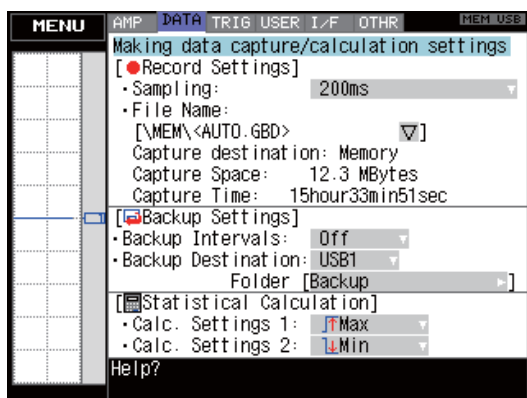 MENU
AMP DATA TRIG USER I/F OTHR MEM USB
Making data capture/calculation settings
[●Record Settings]
・Sampling: 200ms
・File Name:
[\MEM\<AUTO.GBD> ▽]
Capture destination: Memory
Capture Space: 12.3 MBytes
Capture Time: 15hour33min51sec
[Backup Settings]
・Backup Intervals: Off
・Backup Destination: USB1
Folder [Backup ]
[Statistical Calculation]
・Calc. Settings 1: Max
・Calc. Settings 2: Min
Help?